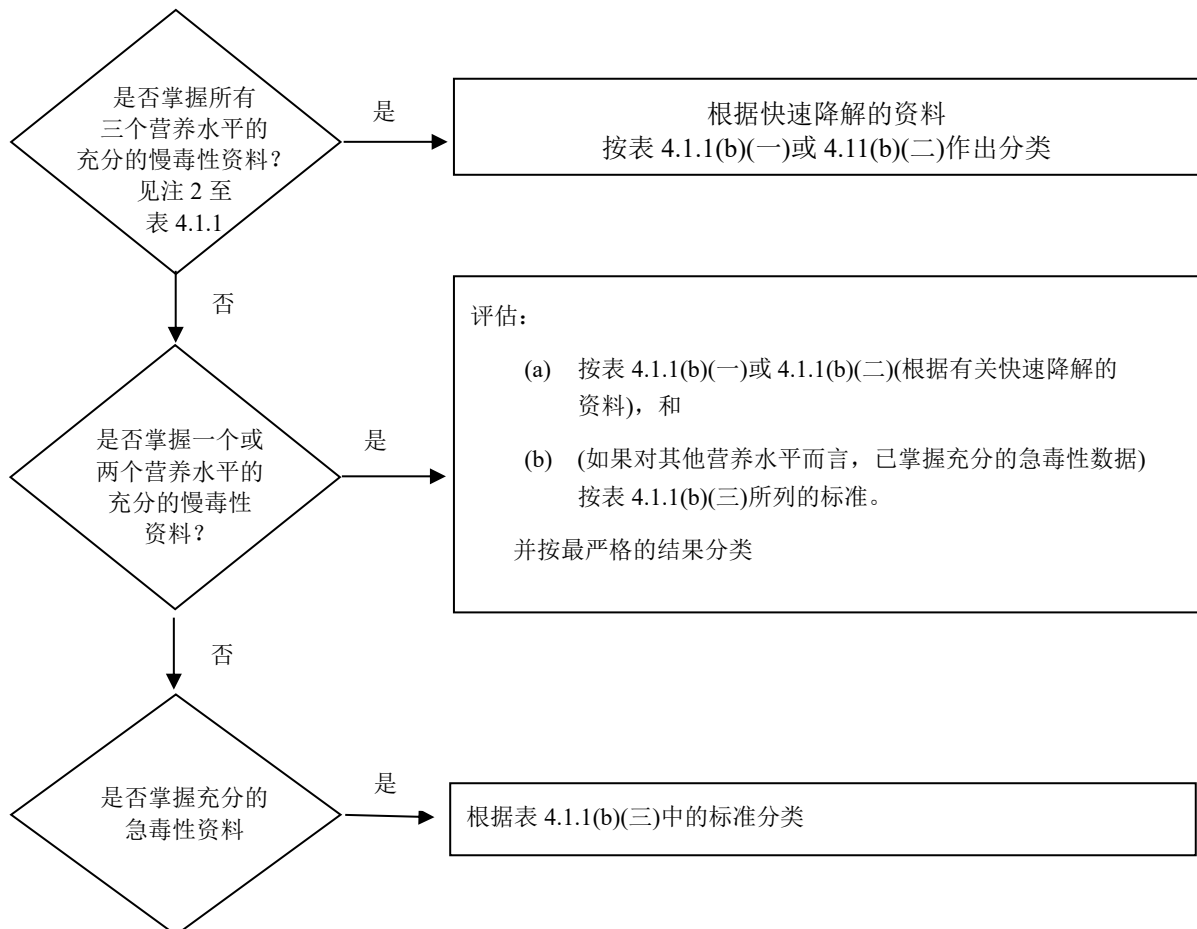 是否掌握所有
三个营养水平的
充分的慢毒性资料？
见注 2 至
表 4.1.1
是
根据快速降解的资料
按表 4.1.1(b)(一)或 4.11(b)(二)作出分类
否
评估：
(a) 按表 4.1.1(b)(一)或 4.1.1(b)(二)(根据有关快速降解的
资料)，和
(b) (如果对其他营养水平而言，已掌握充分的急毒性数据)
按表 4.1.1(b)(三)所列的标准。
并按最严格的结果分类
是否掌握一个或
两个营养水平的
充分的慢毒性
资料？
是
否
是否掌握充分的
急毒性资料
是
根据表 4.1.1(b)(三)中的标准分类